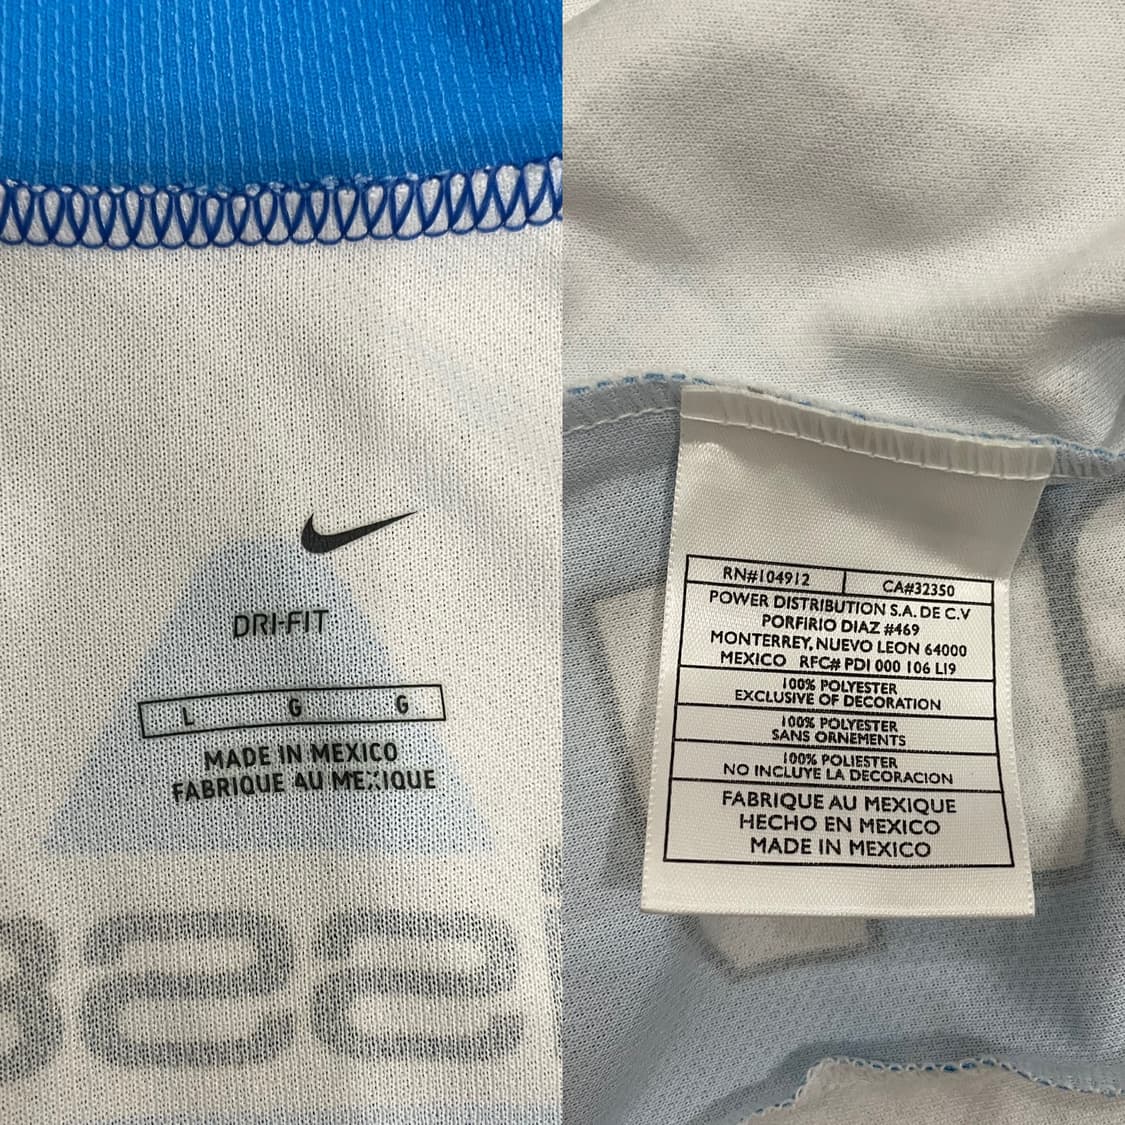 DRI-FIT
L G G
MADE IN MEXICO
FABRIQUE AU MEXIQUE
RN#104912 CA#32350
POWER DISTRIBUTION S.A. DE C.V
PORFIRIO DIAZ #469
MONTERREY, NUEVO LEON 64000
MEXICO RFC# PDI 000 106 L19
100% POLYESTER
EXCLUSIVE OF DECORATION
100% POLYESTER
SANS ORNEMENTS
100% POLIESTER
NO INCLUYE LA DECORACION
FABRIQUE AU MEXIQUE
HECHO EN MEXICO
MADE IN MEXICO